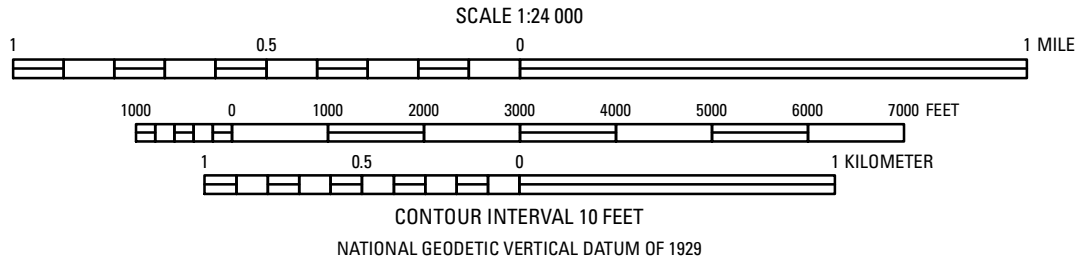 SCALE 1:24 000
1 0.5 0 1 MILE
1000 0 1000 2000 3000 4000 5000 6000 7000 FEET
1 0.5 0 1 KILOMETER
CONTOUR INTERVAL 10 FEET
NATIONAL GEODETIC VERTICAL DATUM OF 1929